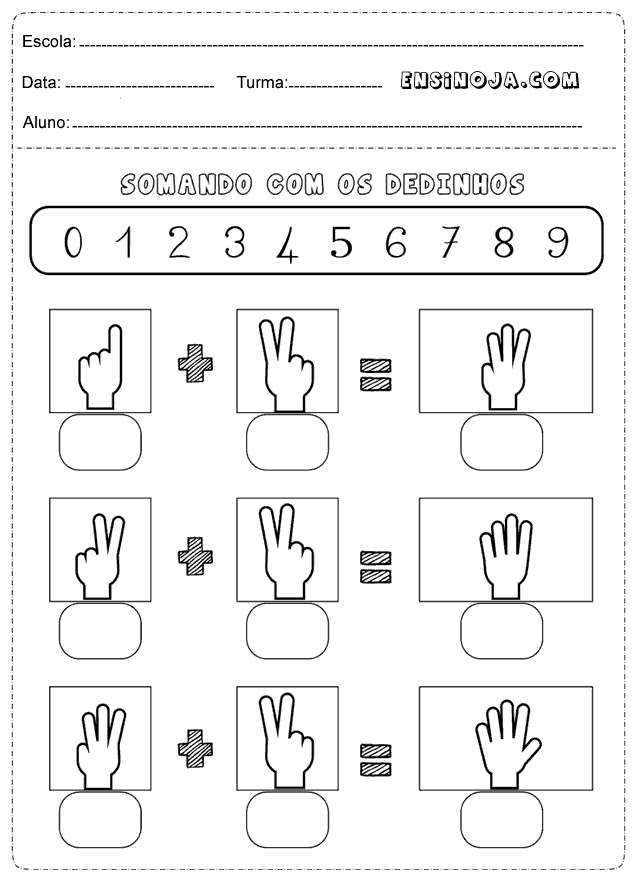 Escola:
Data: Turma: ENSINOJA.COM
Aluno:
SOMANDO COM OS DEDINHOS
0 1 2 3 4 5 6 7 8 9